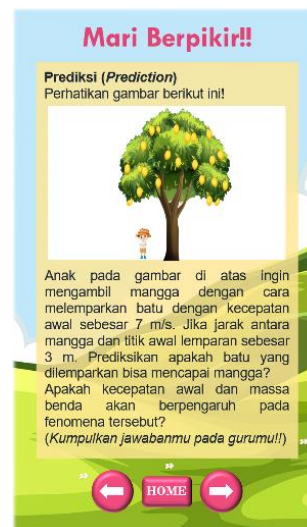 Mari Berpikir!!
Prediksi (Prediction)
Perhatikan gambar berikut ini!
Anak pada gambar di atas ingin
mengambil mangga dengan cara
melemparkan batu dengan kecepatan
awal sebesar 7 m/s. Jika jarak antara
mangga dan titik awal lemparan sebesar
3 m. Prediksikan apakah batu yang
dilemparkan bisa mencapai mangga?
Apakah kecepatan awal dan massa
benda akan berpengaruh pada
fenomena tersebut?
(Kumpulkan jawabanmu pada gurumu!!)
HOME